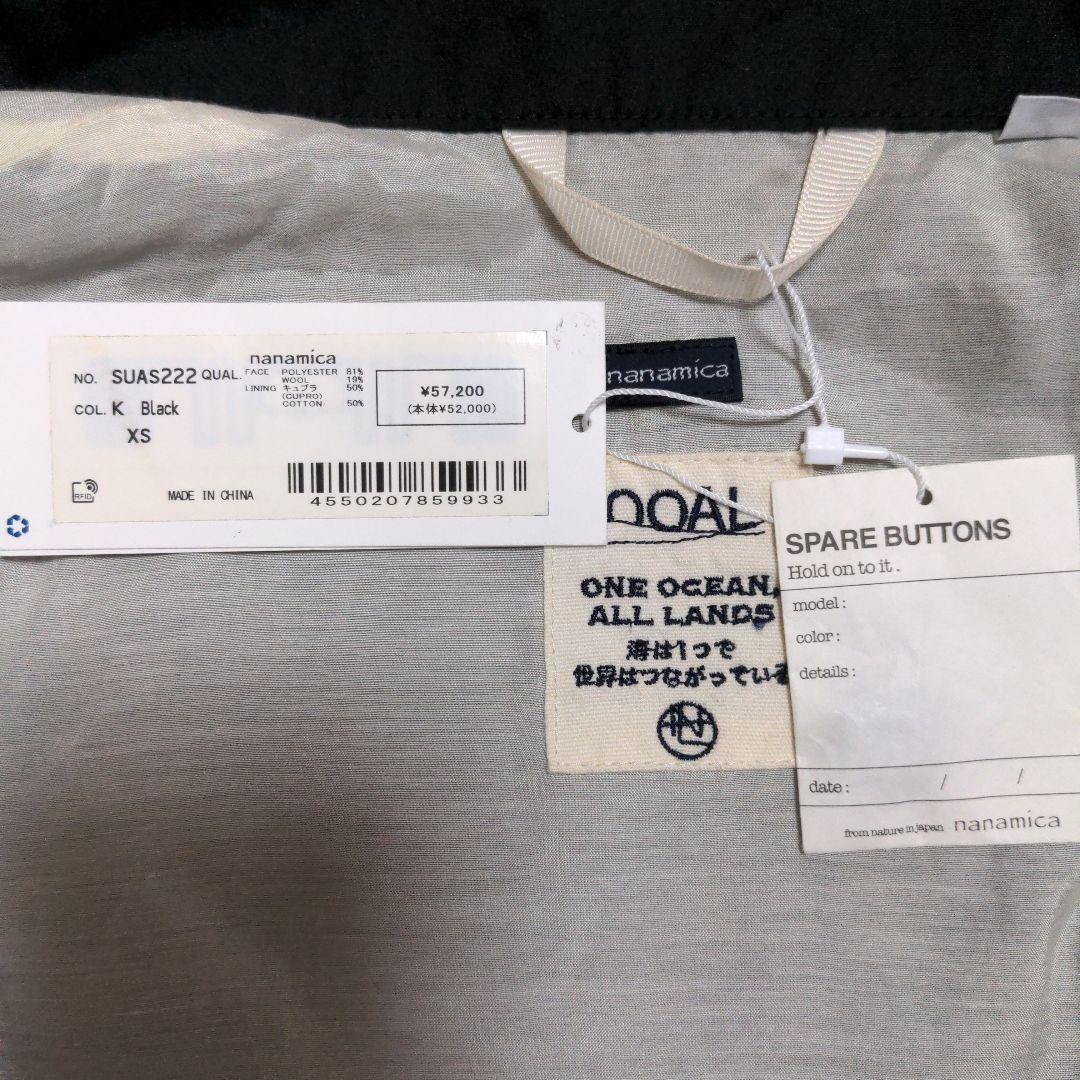 nanamica
NO. SUAS222 QUAL. FACE POLYESTER 81%
WOOL 19%
LINING キュプラ 50%
(CUPRO)
COTTON 50%
COL. K Black
XS
¥57,200
(本体¥52,000)
RFID
MADE IN CHINA
4550207859933
nanamica
OOAL
ONE OCEAN,
ALL LANDS
海は1つで
世界はつながっている
SPARE BUTTONS
Hold on to it.
model:
color:
details:
date: / /
from nature in japan nanamica